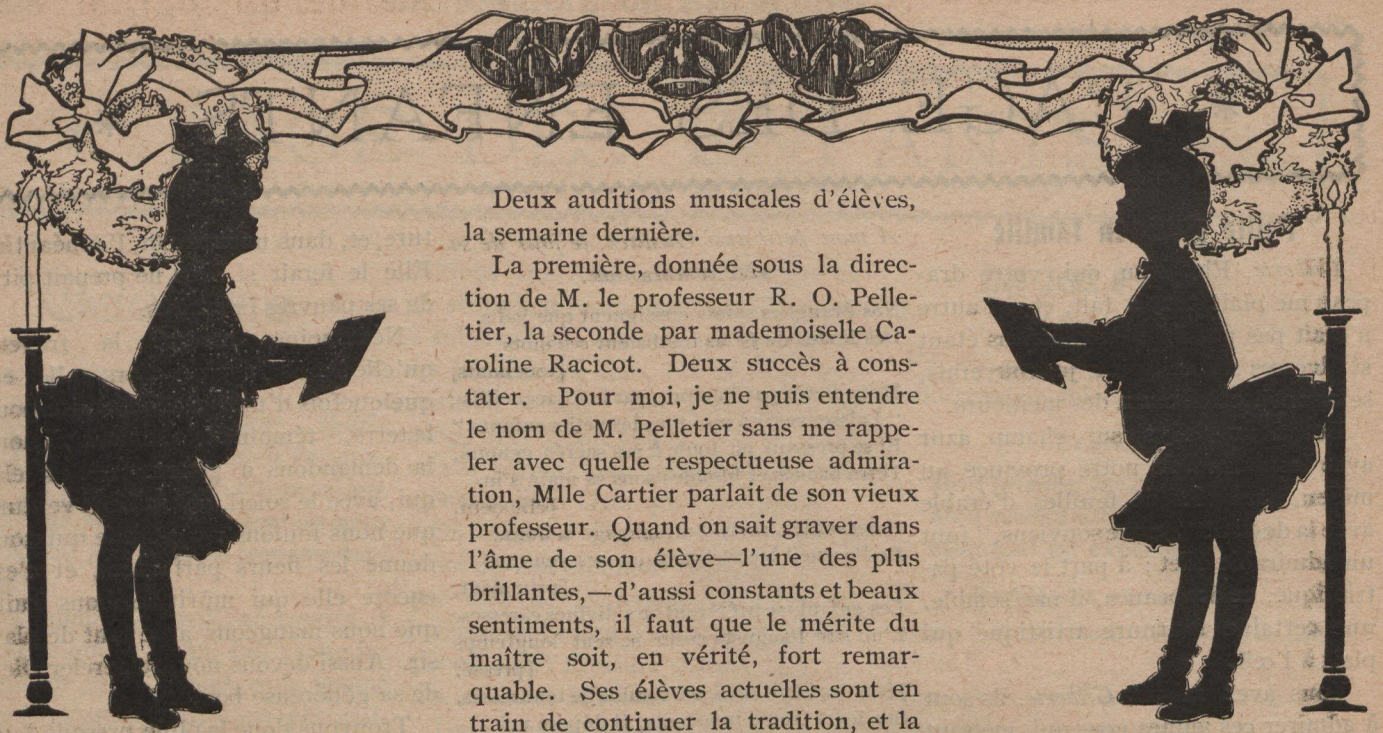 Deux auditions musicales d'élèves,
la semaine dernière.
La première, donnée sous la direc-
tion de M. le professeur R. O. Pelle-
tier, la seconde par mademoiselle Ca-
roline Racicot. Deux succès à cons-
tater. Pour moi, je ne puis entendre
le nom de M. Pelletier sans me rappe-
ler avec quelle respectueuse admira-
tion, Mlle Cartier parlait de son vieux
professeur. Quand on sait graver dans
l'âme de son élève—l'une des plus
brillantes,—d'aussi constants et beaux
sentiments, il faut que le mérite du
maître soit, en vérité, fort remar-
quable. Ses élèves actuelles sont en
train de continuer la tradition, et la